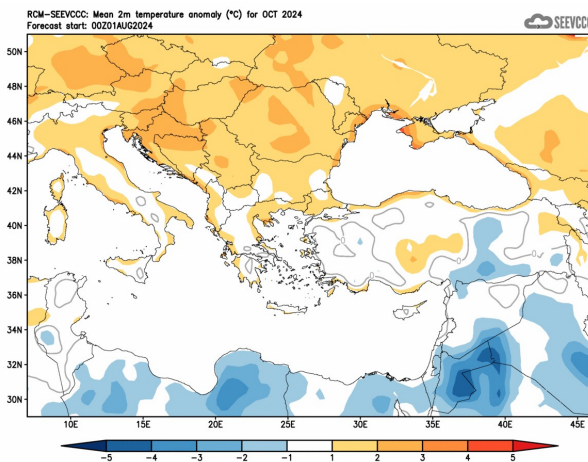 RCM-SEEVCCC: Mean 2m temperature anomaly (°C) for OCT 2024
Forecast start: 00Z01AUG2024
SEEVCCC
50N
48N
46N
44N
42N
40N
38N
36N
34N
32N
30N
10E 15E 20E 25E 30E 35E 40E 45E
-5 -4 -3 -2 -1 1 2 3 4 5